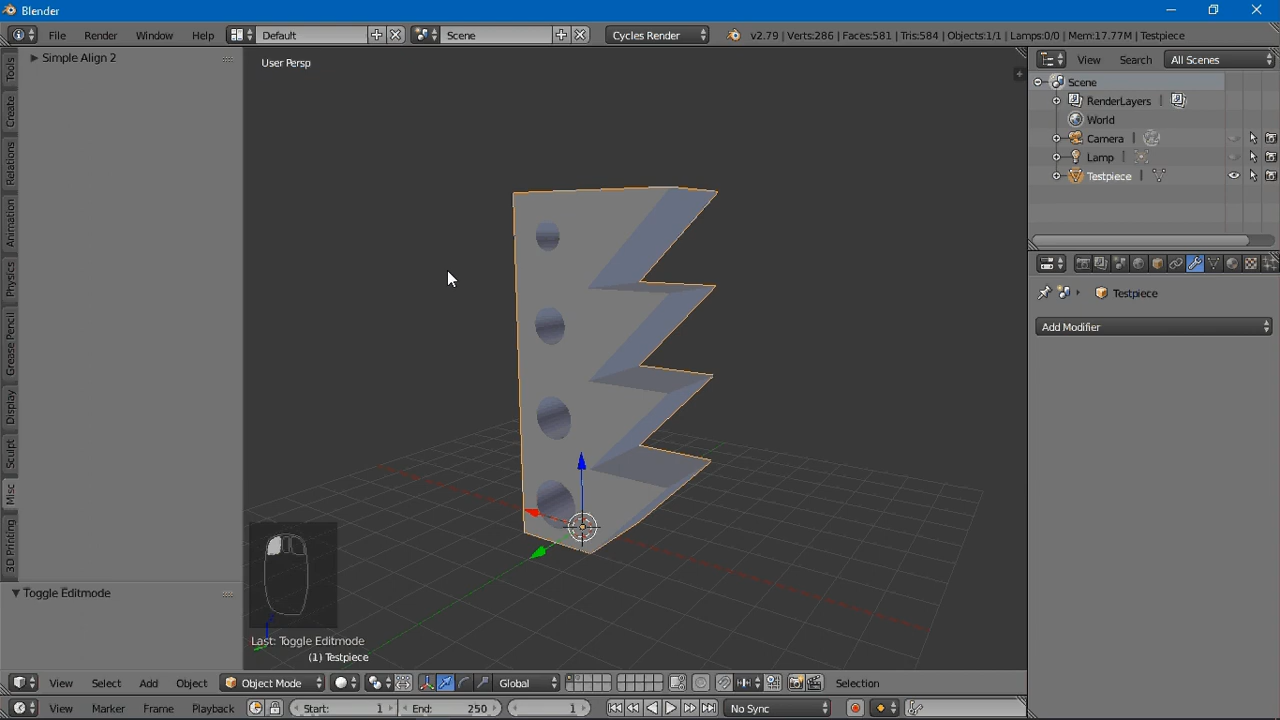 Blender
File Render Window Help Default Scene Cycles Render v2.79 | Verts:286 | Faces:581 | Tris:584 | Objects:1/1 | Lamps:0/0 | Mem:17.77M | Testpiece
Simple Align 2
User Persp
View Search All Scenes
Scene
RenderLayers
World
Camera
Lamp
Testpiece
Tools
Create
Relations
Animation
Physics
Grease Pencil
Display
Sculpt
Misc
3D Printing
Testpiece
Add Modifier
Toggle Editmode
Last: Toggle Editmode
(1) Testpiece
View Select Add Object Object Mode Global Selection
View Marker Frame Playback Start: 1 End: 250 1 No Sync